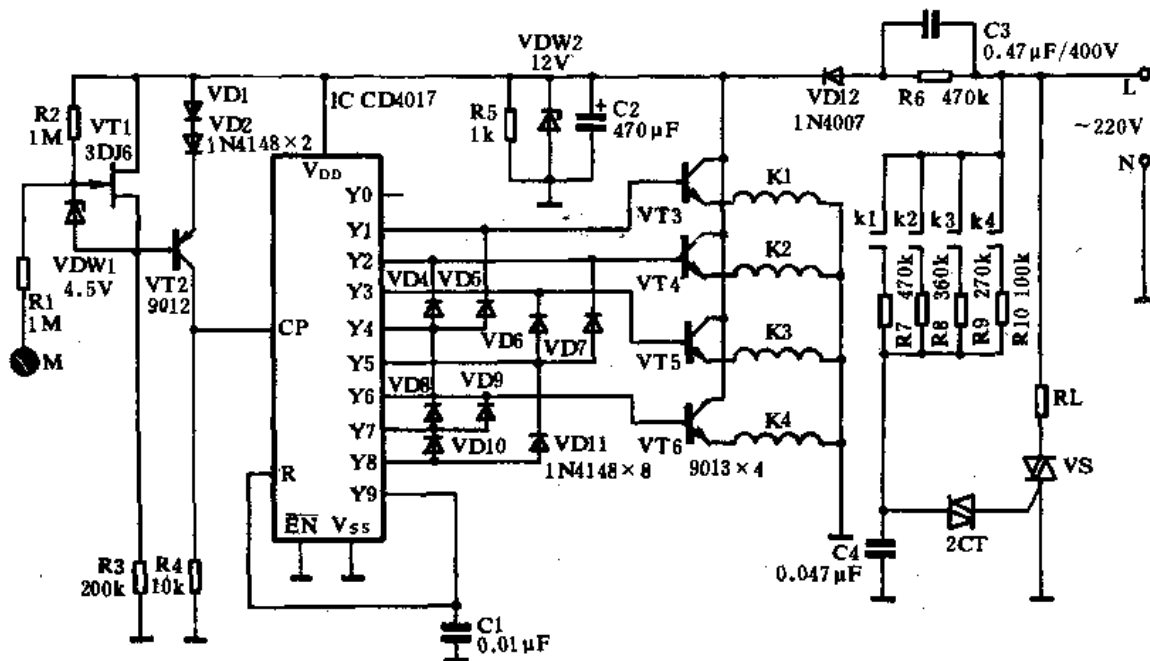 C3
0.47μF/400V
VDW2
12V
L
VD12
1N4007
R6 470k
~220V
N
VD1
VD2
1N4148×2
IC CD4017
R5
1k
C2
470μF
+
R2
1M
VT1
3DJ6
VDD
Y0
Y1
Y2
Y3
Y4
Y5
Y6
Y7
Y8
Y9
CP
R
EN
VSS
VDW1
4.5V
VT2
9012
R1
1M
M
VD4
VD5
VD6
VD7
VD8
VD9
VD10
VD11
1N4148×8
VT3
VT4
VT5
VT6
9013×4
K1
K2
K3
K4
k1
k2
k3
k4
R7 470k
R8 360k
R9 270k
R10 100k
RL
VS
2CT
C4
0.047μF
R3
200k
R4
10k
C1
0.01μF